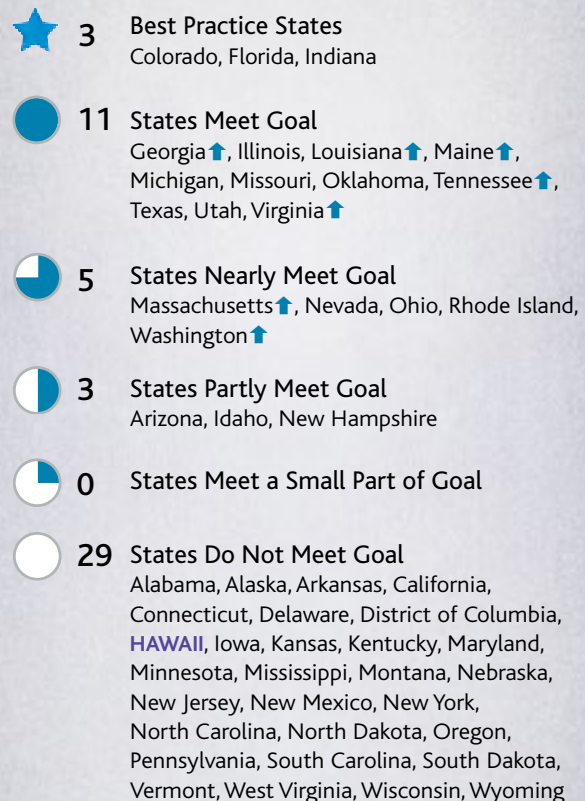 3 Best Practice States
Colorado, Florida, Indiana
11 States Meet Goal
Georgia⬆, Illinois, Louisiana⬆, Maine⬆,
Michigan, Missouri, Oklahoma, Tennessee⬆,
Texas, Utah, Virginia⬆
5 States Nearly Meet Goal
Massachusetts⬆, Nevada, Ohio, Rhode Island,
Washington⬆
3 States Partly Meet Goal
Arizona, Idaho, New Hampshire
0 States Meet a Small Part of Goal
29 States Do Not Meet Goal
Alabama, Alaska, Arkansas, California,
Connecticut, Delaware, District of Columbia,
HAWAII, Iowa, Kansas, Kentucky, Maryland,
Minnesota, Mississippi, Montana, Nebraska,
New Jersey, New Mexico, New York,
North Carolina, North Dakota, Oregon,
Pennsylvania, South Carolina, South Dakota,
Vermont, West Virginia, Wisconsin, Wyoming